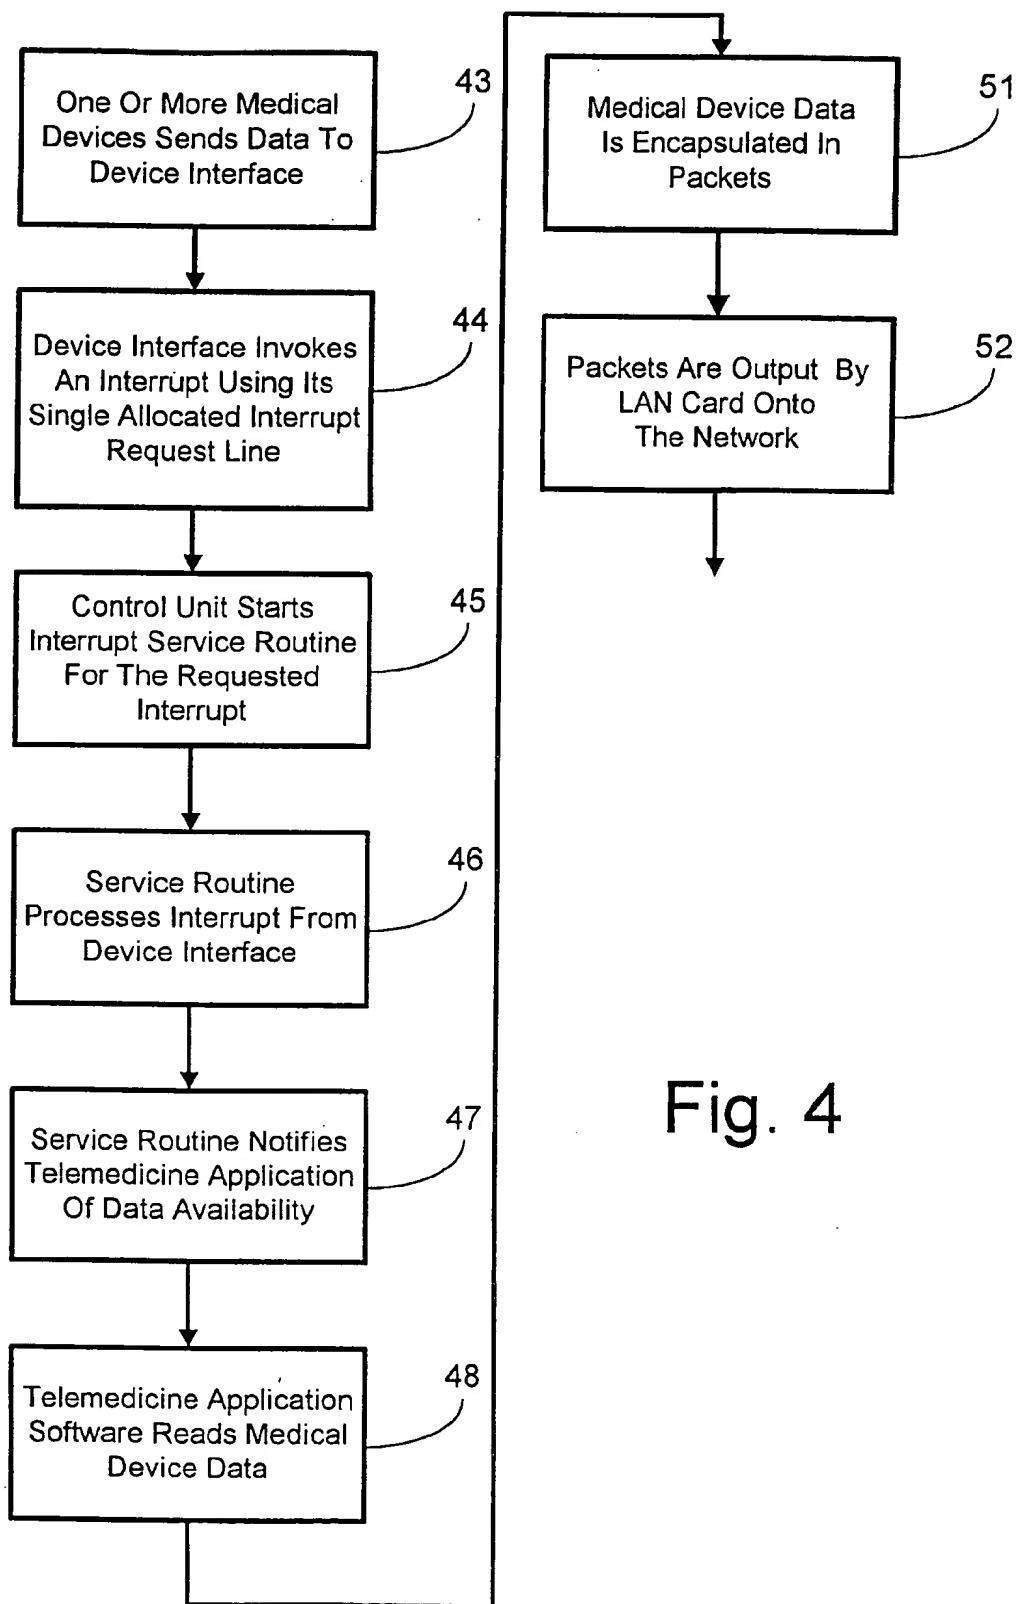 One Or More Medical
Devices Sends Data To
Device Interface
43
Device Interface Invokes
An Interrupt Using Its
Single Allocated Interrupt
Request Line
44
Control Unit Starts
Interrupt Service Routine
For The Requested
Interrupt
45
Service Routine
Processes Interrupt From
Device Interface
46
Service Routine Notifies
Telemedicine Application
Of Data Availability
47
Telemedicine Application
Software Reads Medical
Device Data
48
Medical Device Data
Is Encapsulated In
Packets
51
Packets Are Output By
LAN Card Onto
The Network
52
Fig. 4